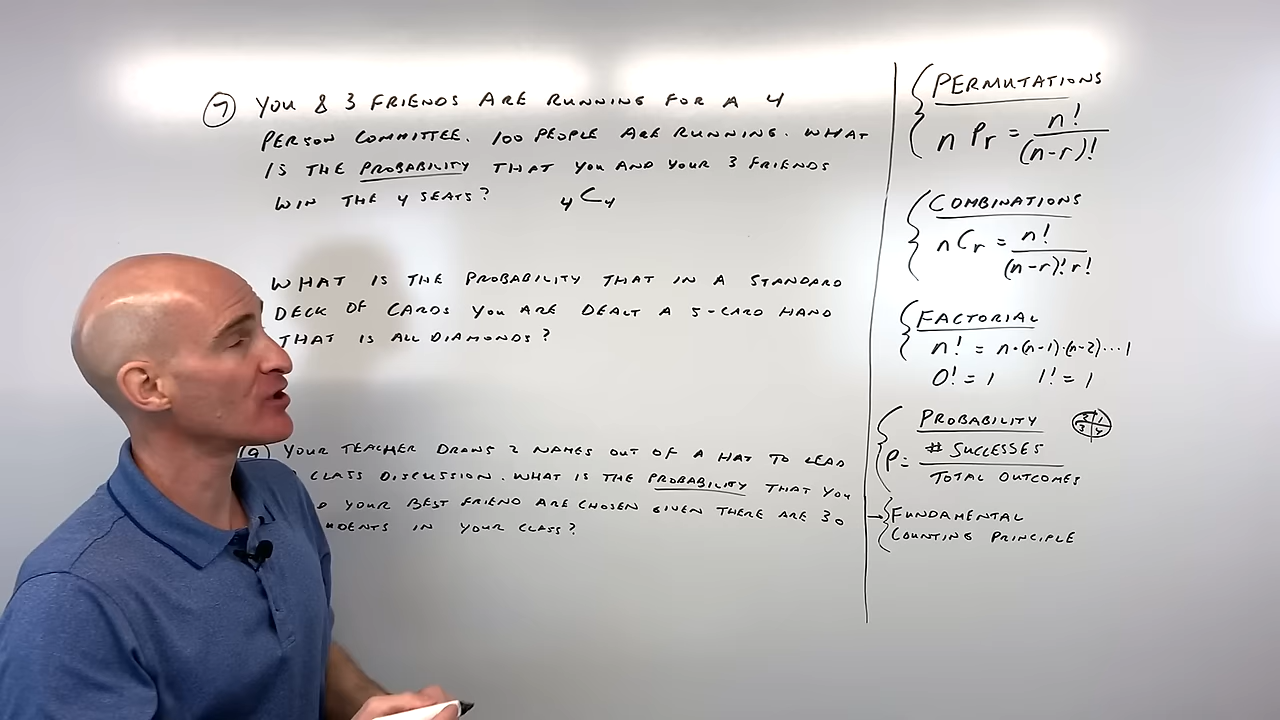 7 YOU & 3 FRIENDS ARE RUNNING FOR A 4
PERSON COMMITTEE. 100 PEOPLE ARE RUNNING. WHAT
IS THE PROBABILITY THAT YOU AND YOUR 3 FRIENDS
WIN THE 4 SEATS? 4C4
WHAT IS THE PROBABILITY THAT IN A STANDARD
DECK OF CARDS YOU ARE DEALT A 5-CARD HAND
THAT IS ALL DIAMONDS?
9 YOUR TEACHER DRAWS 2 NAMES OUT OF A HAT TO LEAD
CLASS DISCUSSION. WHAT IS THE PROBABILITY THAT YOU
YOUR BEST FRIEND ARE CHOSEN GIVEN THERE ARE 30
IN YOUR CLASS?
PERMUTATIONS
nPr = n!/(n-r)!
COMBINATIONS
nCr = n!/(n-r)!r!
FACTORIAL
n! = n·(n-1)·(n-2)···1
0! = 1 1! = 1
PROBABILITY 2 1
3 4
P = # SUCCESSES
TOTAL OUTCOMES
→ FUNDAMENTAL
COUNTING PRINCIPLE